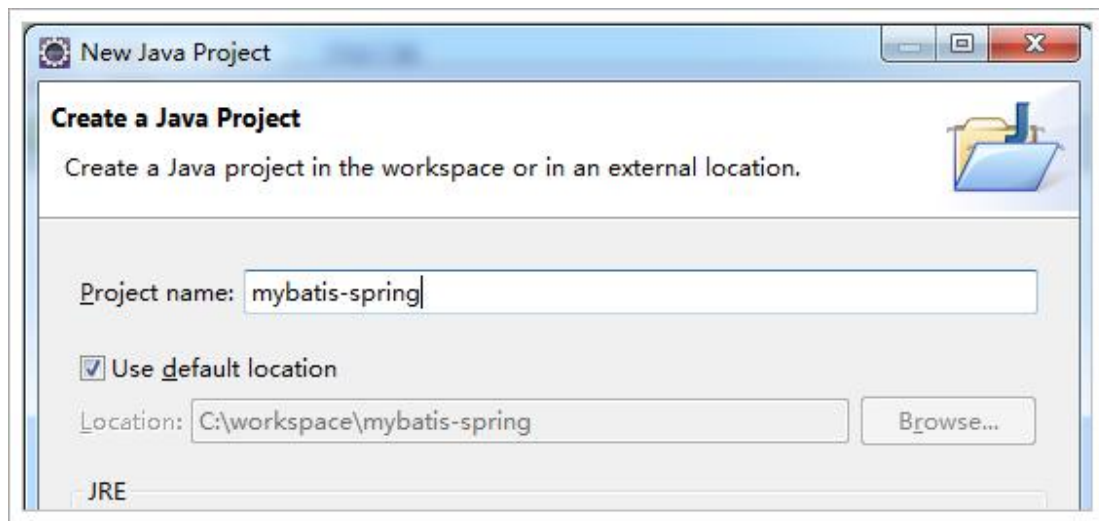 New Java Project
Create a Java Project
Create a Java project in the workspace or in an external location.
Project name: mybatis-spring
Use default location
Location: C:\workspace\mybatis-spring Browse...
JRE